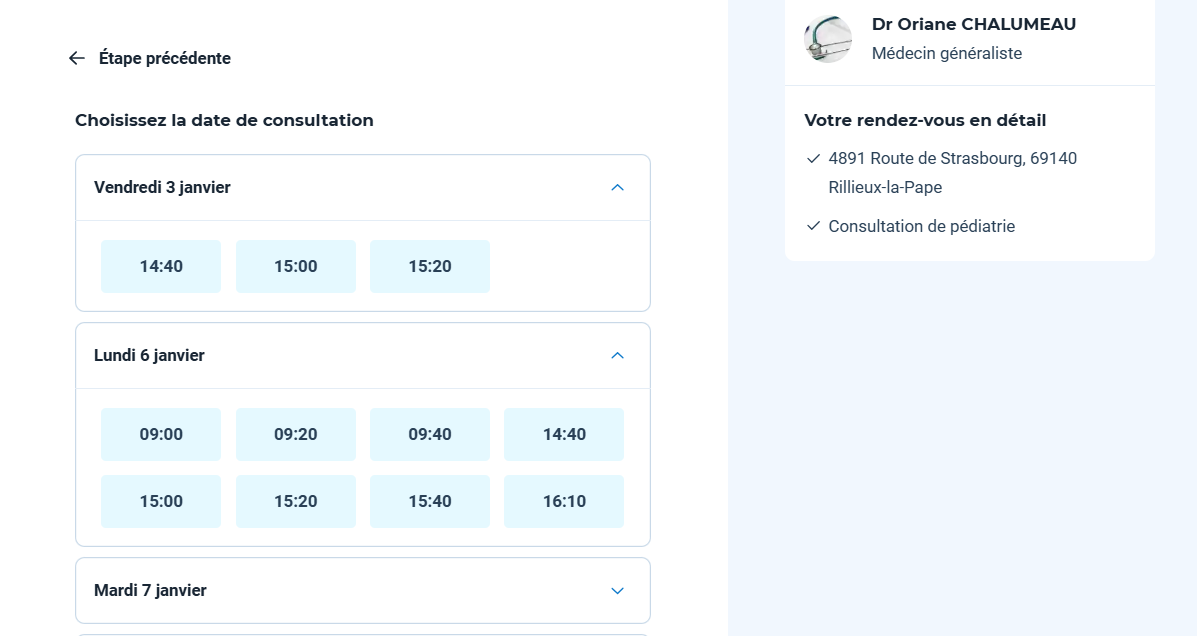 Étape précédente
Choisissez la date de consultation
Vendredi 3 janvier
14:40 15:00 15:20
Lundi 6 janvier
09:00 09:20 09:40 14:40
15:00 15:20 15:40 16:10
Mardi 7 janvier
Dr Oriane CHALUMEAU
Médecin généraliste
Votre rendez-vous en détail
4891 Route de Strasbourg, 69140
Rillieux-la-Pape
Consultation de pédiatrie